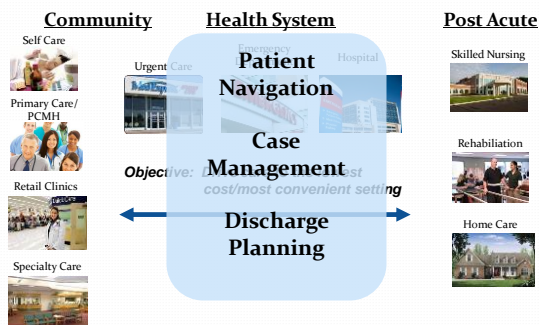 Community
Health System
Post Acute
Self Care
Primary Care/
PCMH
Retail Clinics
Specialty Care
Urgent Care
Emergency
Hospital
Patient
Navigation
Case
Management
Discharge
Planning
Objective:
cost/most convenient setting
Skilled Nursing
Rehabiliation
Home Care